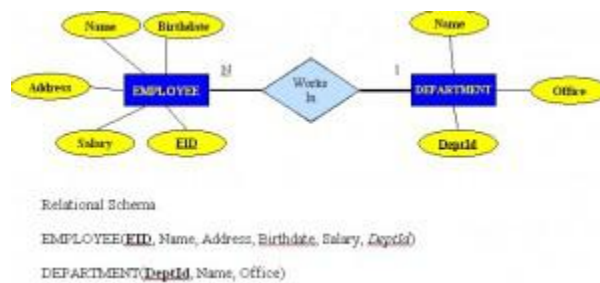 Name Birthdate Name
Address EMPLOYEE N Works In 1 DEPARTMENT Office
Salary EID DeptId
Relational Schema
EMPLOYEE(EID, Name, Address, Birthdate, Salary, DeptId)
DEPARTMENT(DeptId, Name, Office)